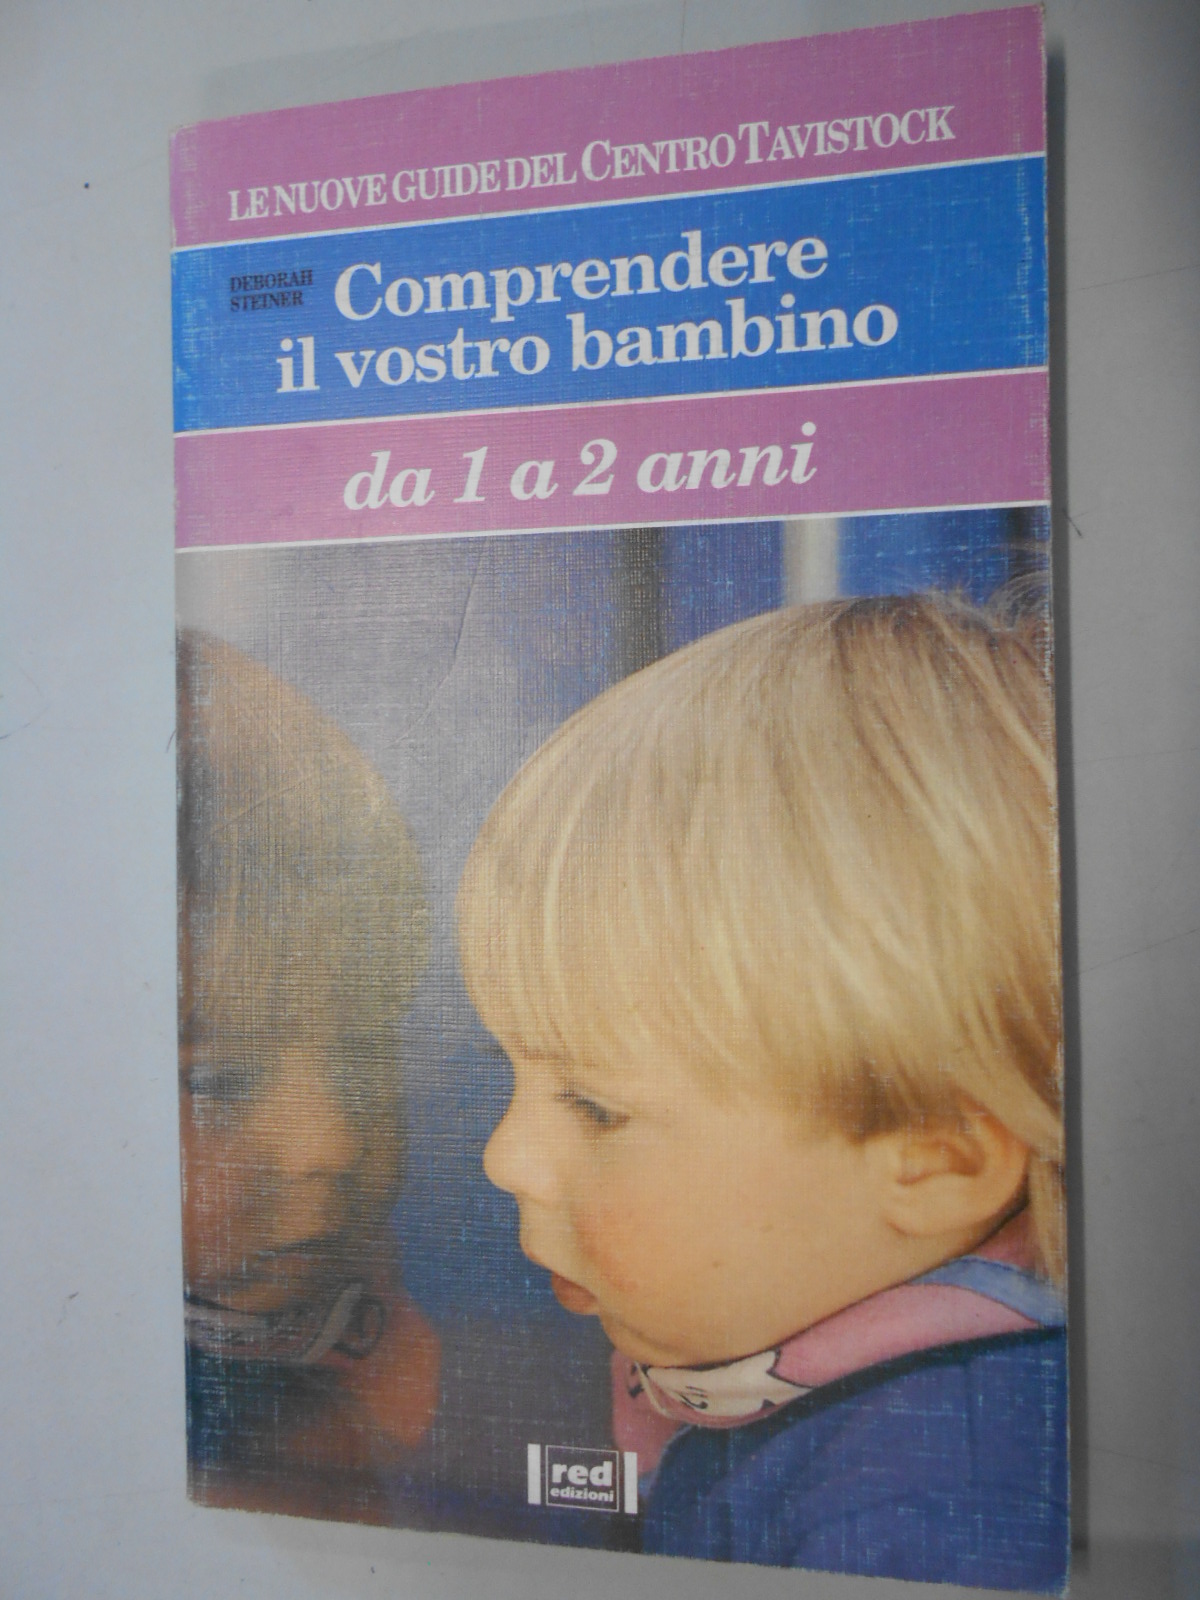 LE NUOVE GUIDE DEL CENTRO TAVISTOCK
DEBORAH
STEINER
Comprendere
il vostro bambino
da 1 a 2 anni
red
edizioni